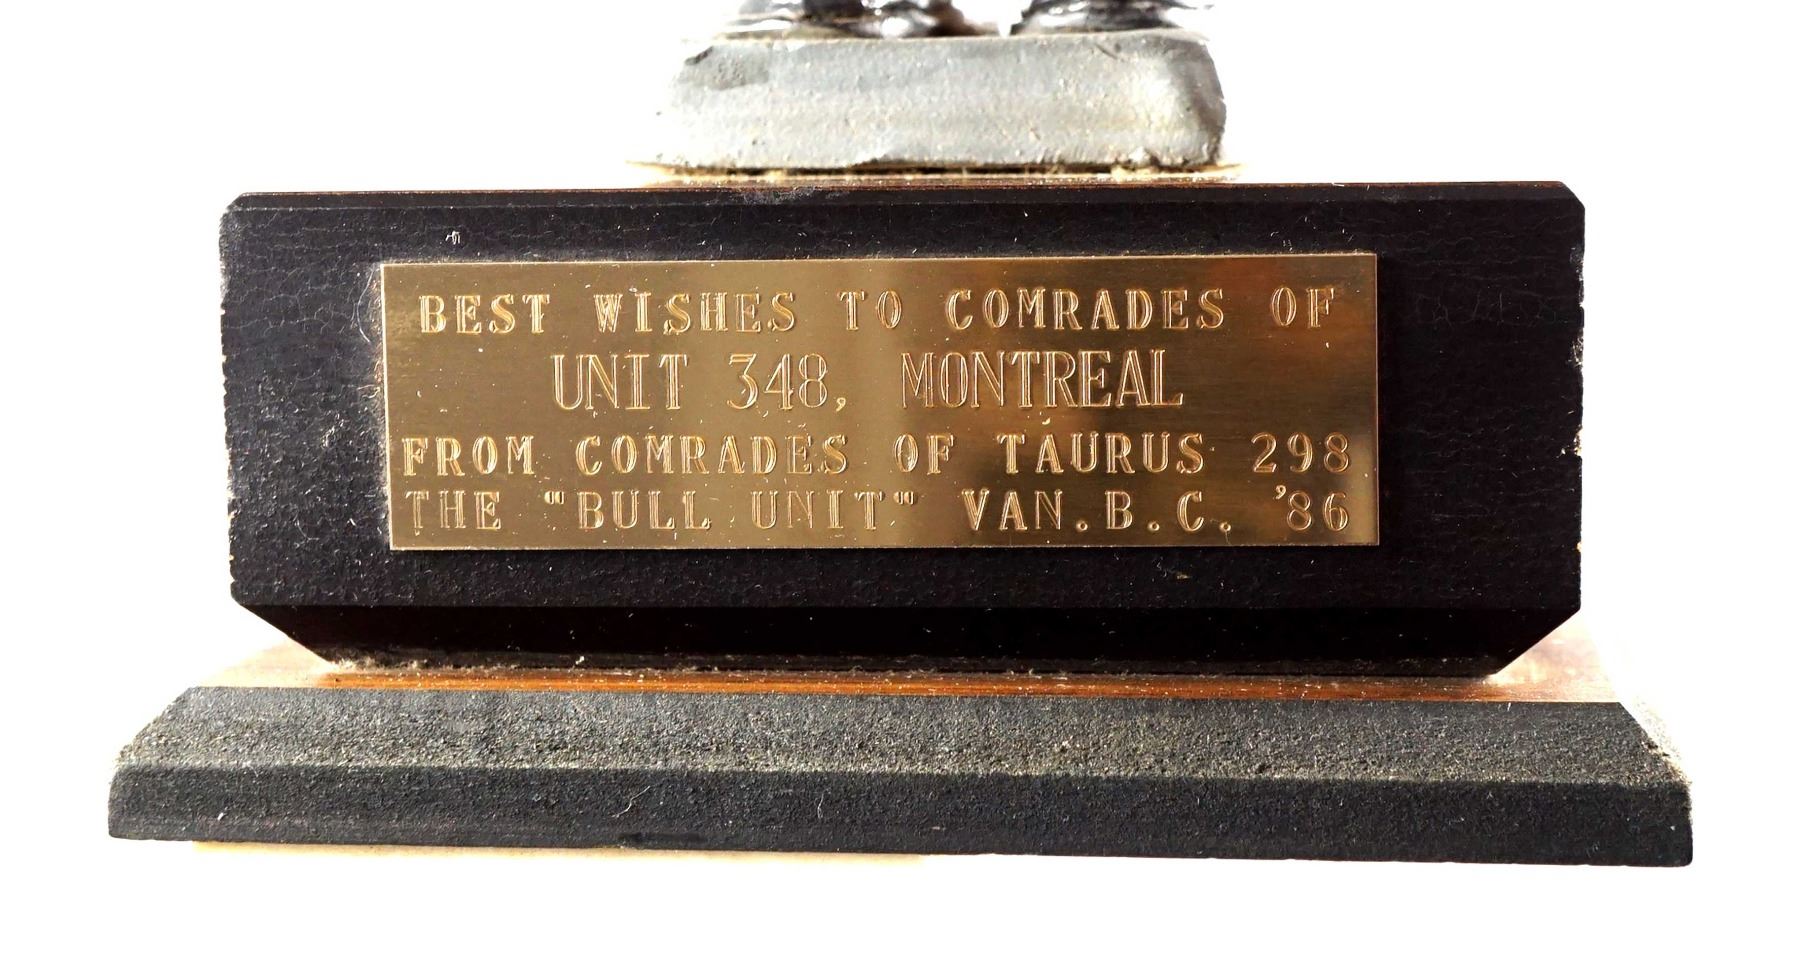 BEST WISHES TO COMRADES OF
UNIT 348, MONTREAL
FROM COMRADES OF TAURUS 298
THE "BULL UNIT" VAN.B.C. '86